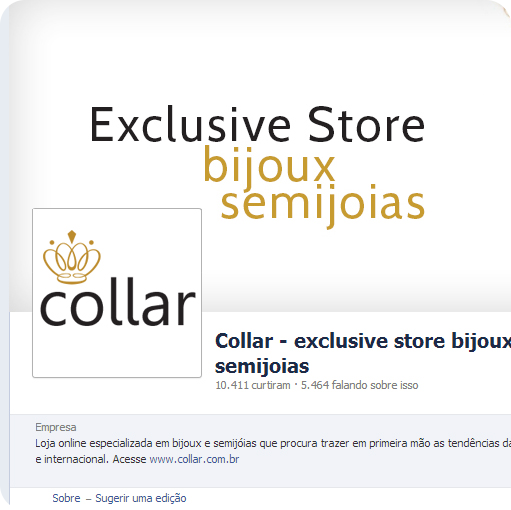 Exclusive Store
bijoux
semijoias
collar
Collar - exclusive store bijoux
semijoias
10.411 curtiram · 5.464 falando sobre isso
Empresa
Loja online especializada em bijoux e semijóias que procura trazer em primeira mão as tendências da
e internacional. Acesse www.collar.com.br
Sobre – Sugerir uma edição